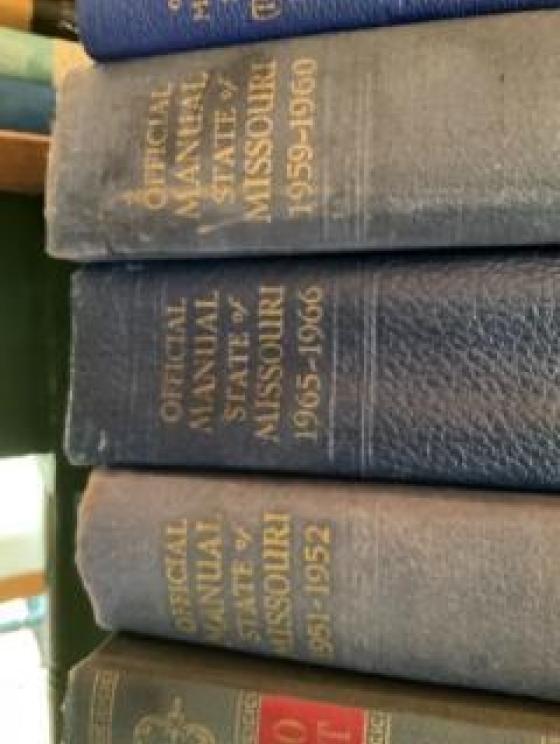 OFFICIAL
MANUAL
STATE of
MISSOURI
1959-1960
OFFICIAL
MANUAL
STATE of
MISSOURI
1965-1966
OFFICIAL
MANUAL
STATE of
MISSOURI
1951-1952